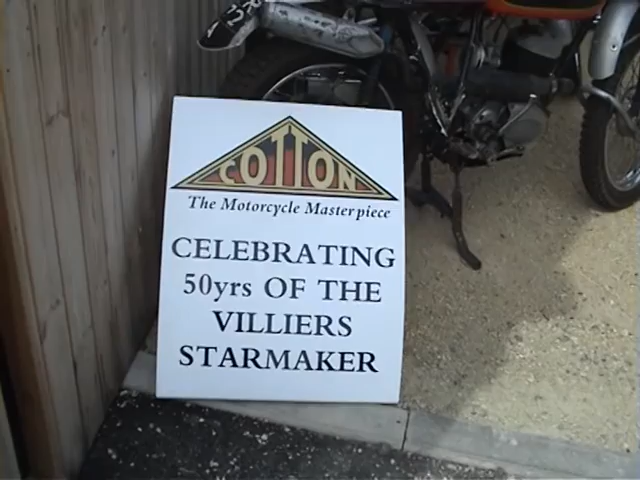 COTTON
The Motorcycle Masterpiece
CELEBRATING
50yrs OF THE
VILLIERS
STARMAKER